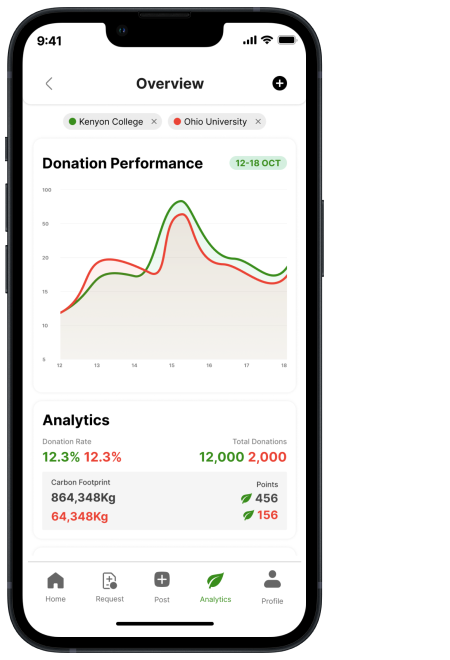 9:41
Overview
Kenyon College × Ohio University ×
Donation Performance 12-18 OCT
100
50
20
15
10
0
12 13 14 15 16 17 18
Analytics
Donation Rate Total Donations
12.3% 12.3% 12,000 2,000
Carbon Footprint Points
864,348Kg 456
64,348Kg 156
Home Request Post Analytics Profile